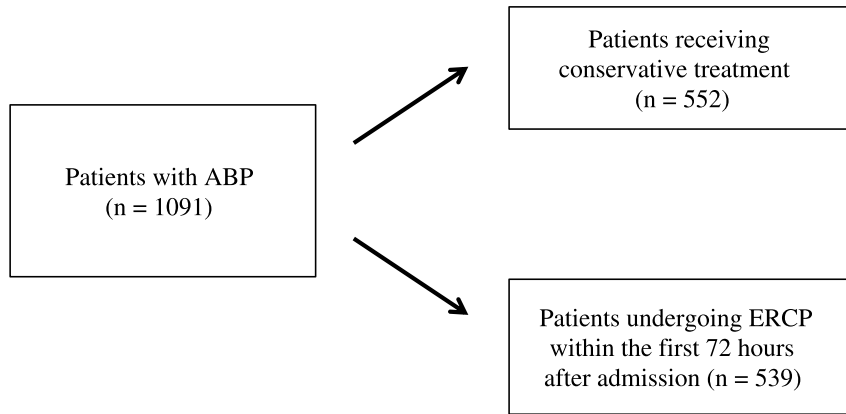 Patients receiving
conservative treatment
(n = 552)
Patients with ABP
(n = 1091)
Patients undergoing ERCP
within the first 72 hours
after admission (n = 539)